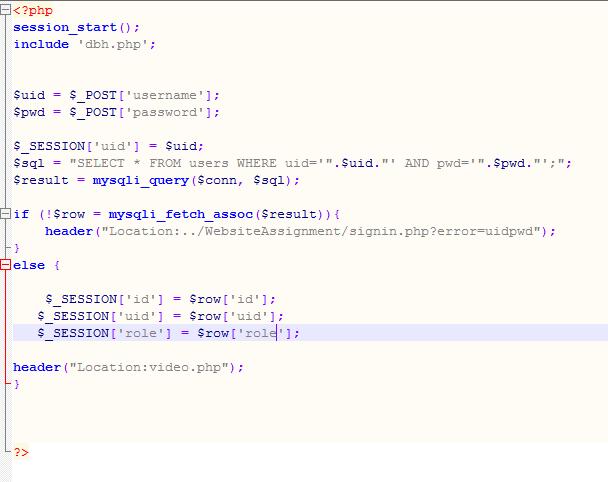 <?php
session_start();
include 'dbh.php';
$uid = $_POST['username'];
$pwd = $_POST['password'];
$_SESSION['uid'] = $uid;
$sql = "SELECT * FROM users WHERE uid='".$uid."' AND pwd='".$pwd."';";
$result = mysqli_query($conn, $sql);
if (!$row = mysqli_fetch_assoc($result)){
header("Location:../WebsiteAssignment/signin.php?error=uidpwd");
}
else {
$_SESSION['id'] = $row['id'];
$_SESSION['uid'] = $row['uid'];
$_SESSION['role'] = $row['role'];
header("Location:video.php");
}
?>